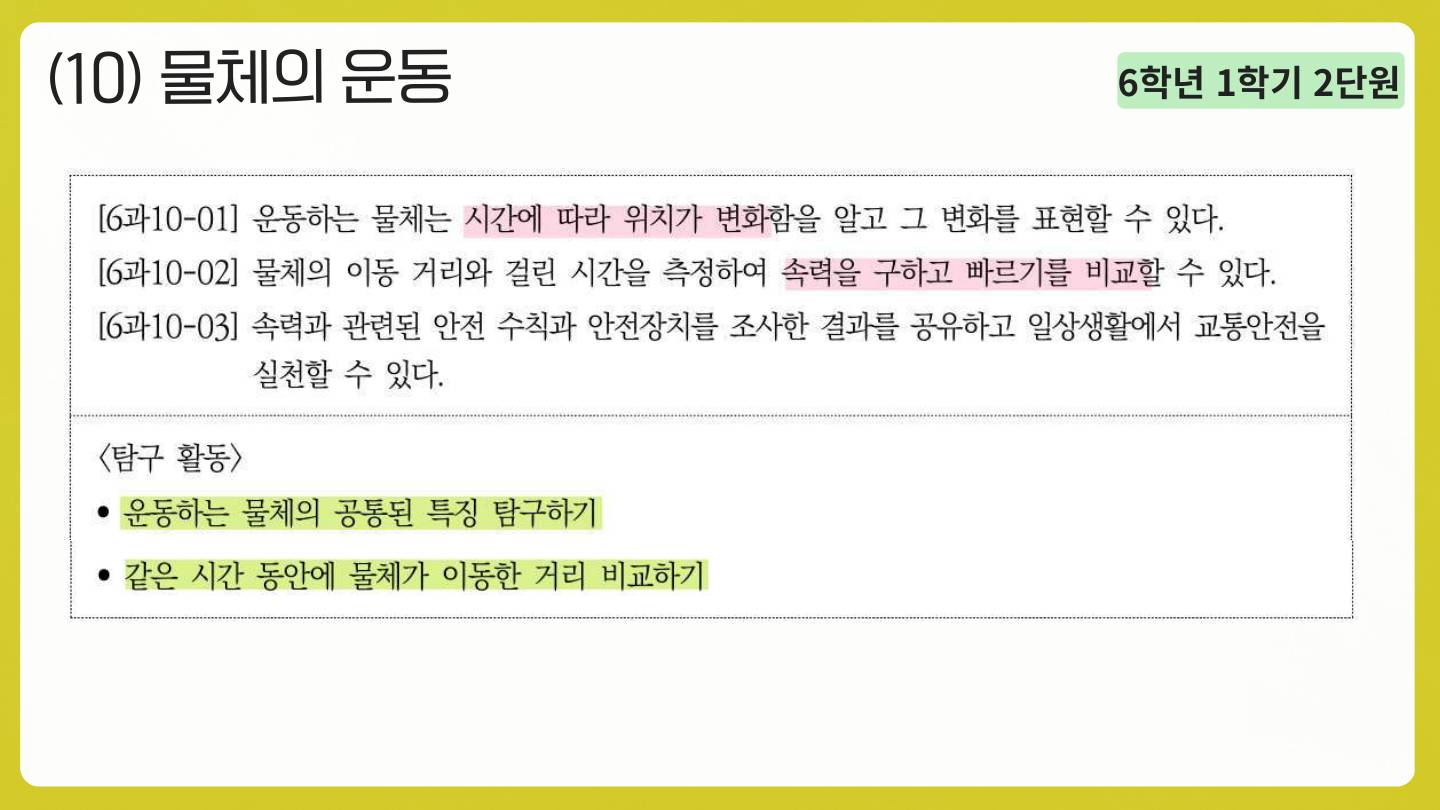 (10) 물체의 운동
6학년 1학기 2단원
[6과10-01] 운동하는 물체는 시간에 따라 위치가 변화함을 알고 그 변화를 표현할 수 있다.
[6과10-02] 물체의 이동 거리와 걸린 시간을 측정하여 속력을 구하고 빠르기를 비교할 수 있다.
[6과10-03] 속력과 관련된 안전 수칙과 안전장치를 조사한 결과를 공유하고 일상생활에서 교통안전을
실천할 수 있다.
〈탐구 활동〉
• 운동하는 물체의 공통된 특징 탐구하기
• 같은 시간 동안에 물체가 이동한 거리 비교하기